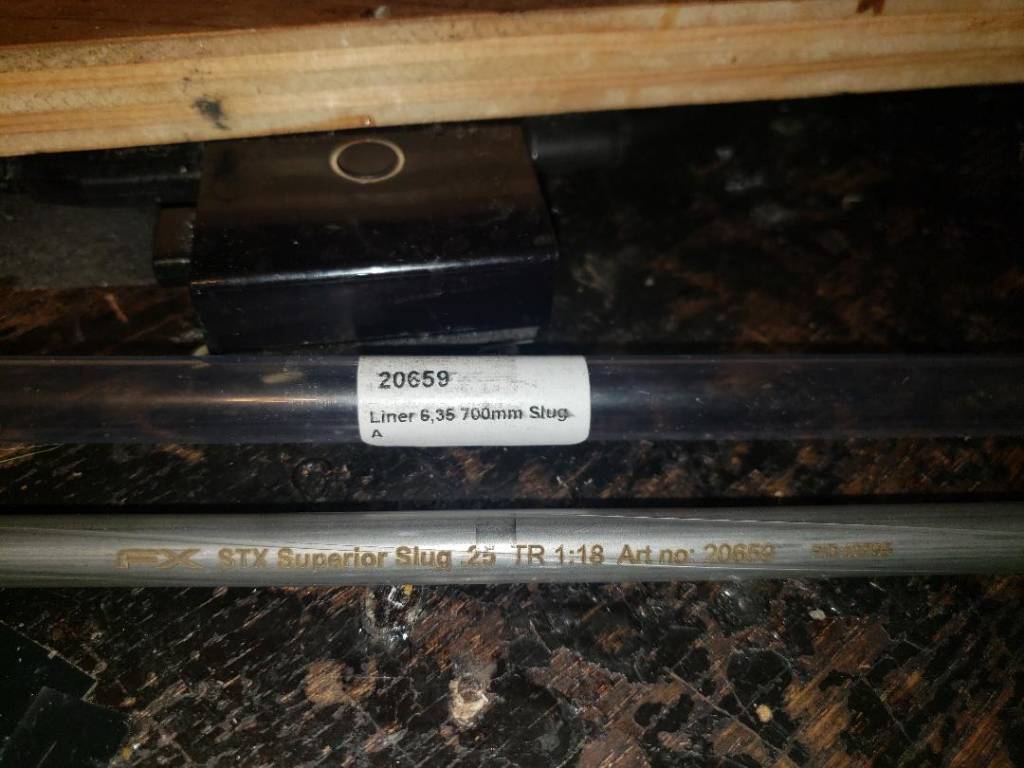 20659
Liner 6,35 700mm Slug
A
FX STX Superior Slug .25 TR 1:18 Art no: 20659